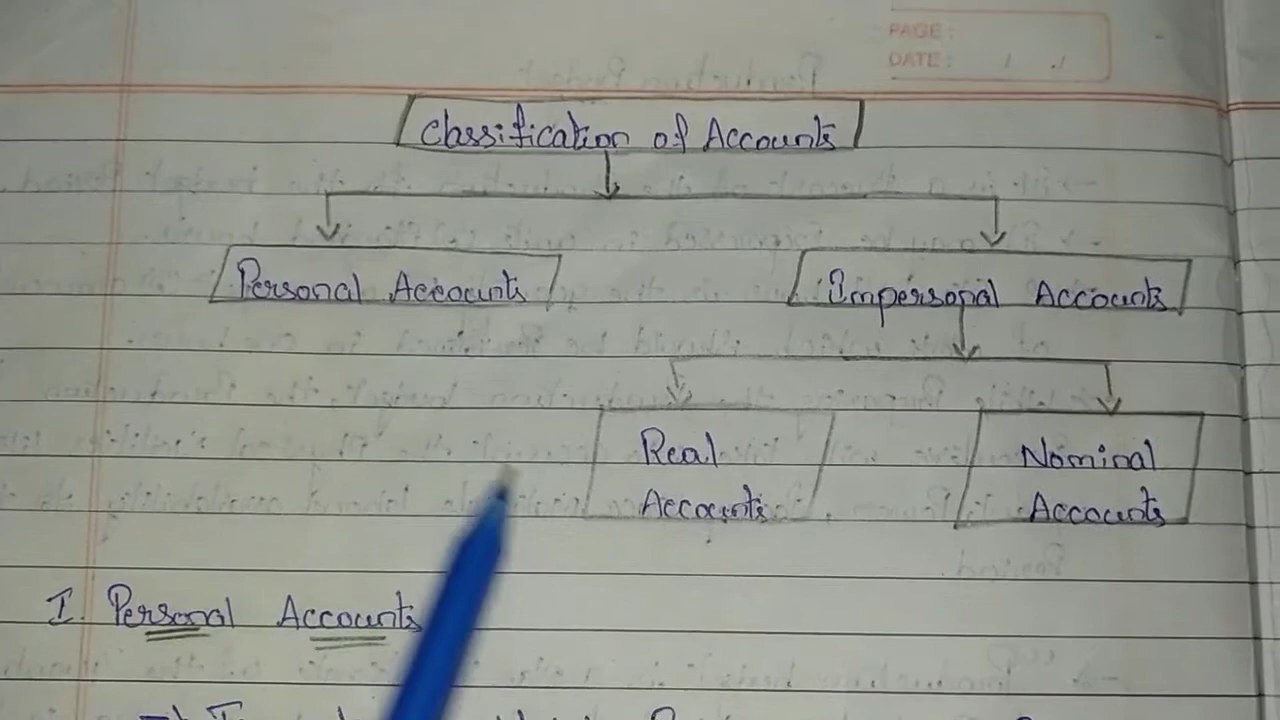 PAGE :
DATE :
Classification of Accounts
Personal Accounts
Impersonal Accounts
Real
Accounts
Nominal
Accounts
I. Personal Accounts